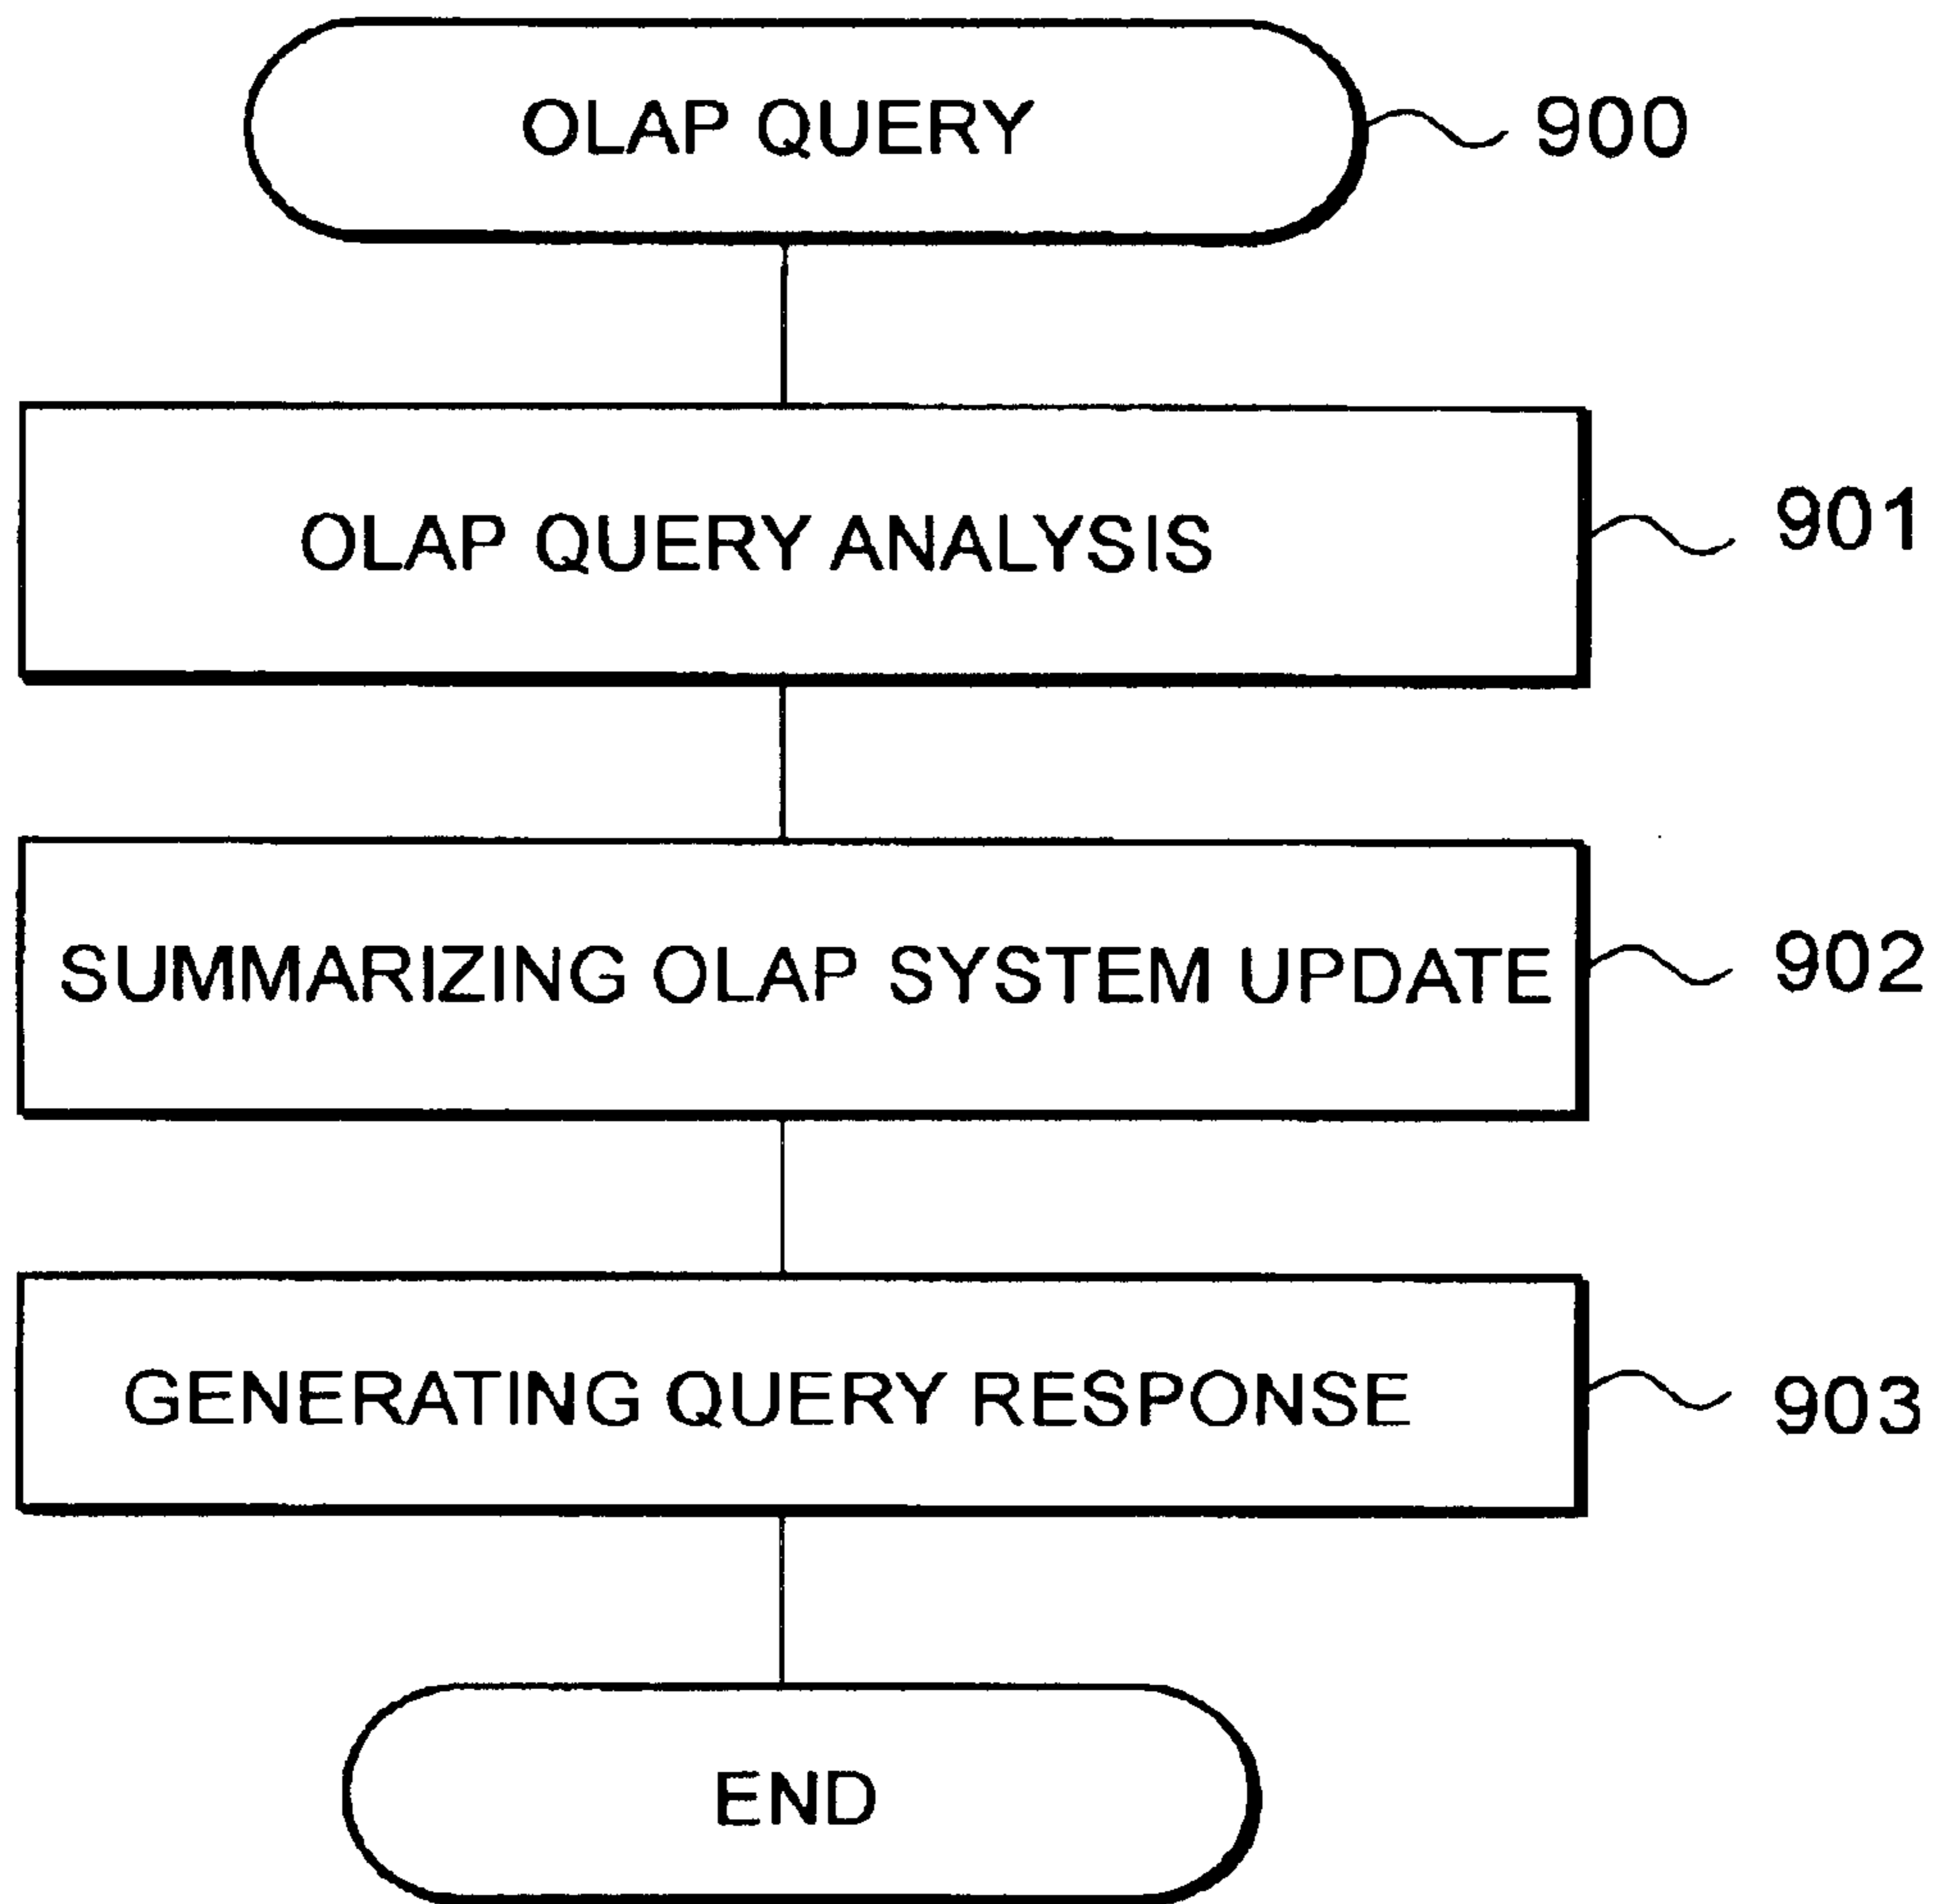 OLAP QUERY 900
OLAP QUERY ANALYSIS 901
SUMMARIZING OLAP SYSTEM UPDATE 902
GENERATING QUERY RESPONSE 903
END